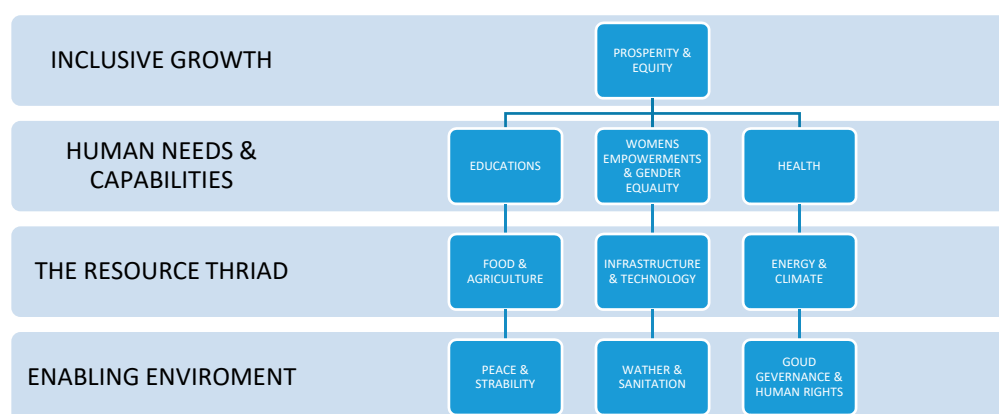 INCLUSIVE GROWTH
PROSPERITY &
EQUITY
HUMAN NEEDS &
CAPABILITIES
EDUCATIONS
WOMENS
EMPOWERMENTS
& GENDER
EQUALITY
HEALTH
THE RESOURCE THRIAD
FOOD &
AGRICULTURE
INFRASTRUCTURE
& TECHNOLOGY
ENERGY &
CLIMATE
ENABLING ENVIROMENT
PEACE &
STRABILITY
WATHER &
SANITATION
GOUD
GEVERNANCE &
HUMAN RIGHTS